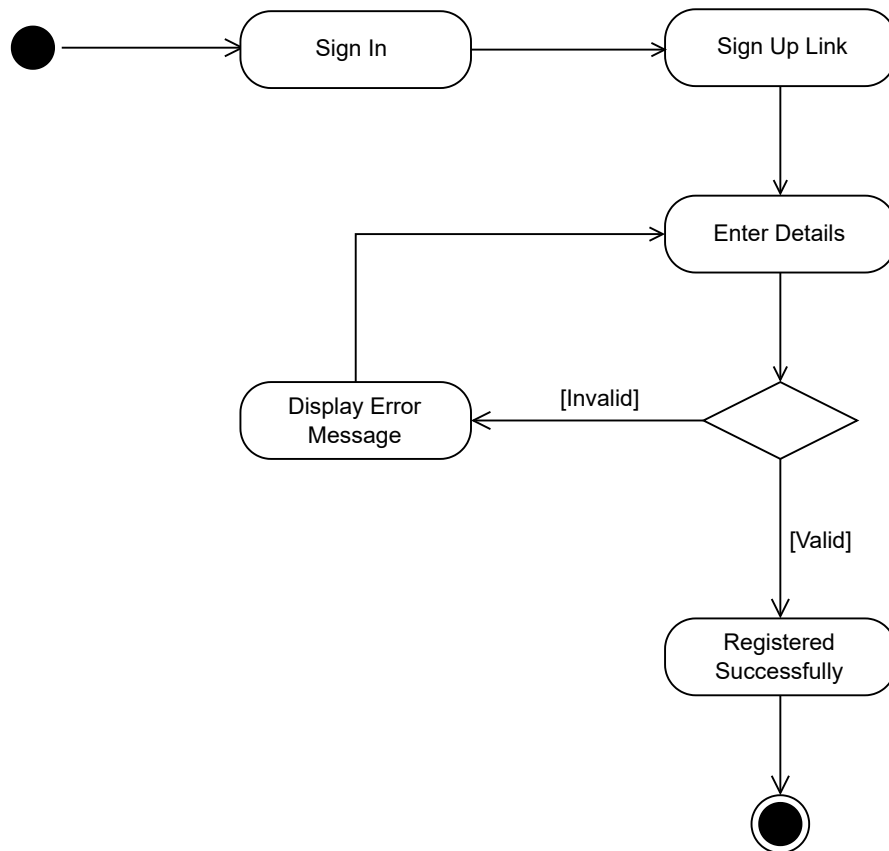 Sign In
Sign Up Link
Enter Details
Display Error
Message
[Invalid]
[Valid]
Registered
Successfully